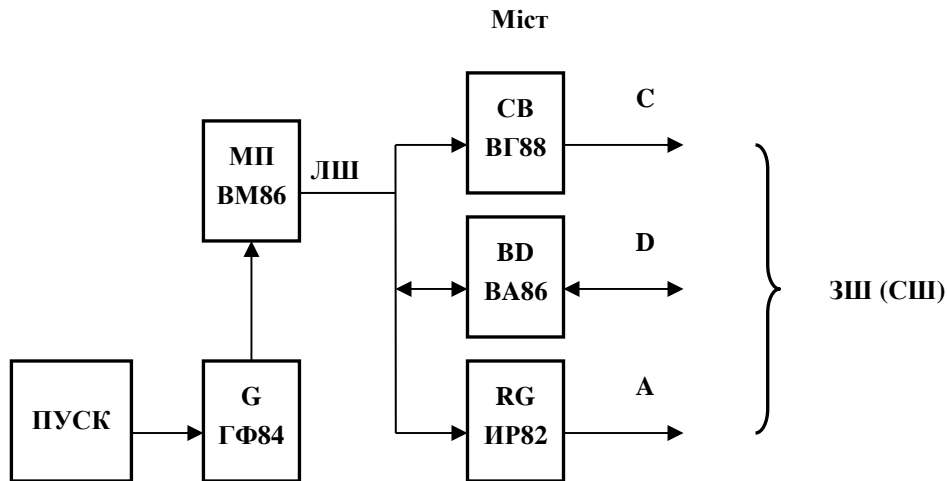 Міст
СВ
ВГ88
С
МП
ВМ86
ЛШ
BD
ВА86
D
ЗШ (СШ)
ПУСК
G
ГФ84
RG
ИР82
А